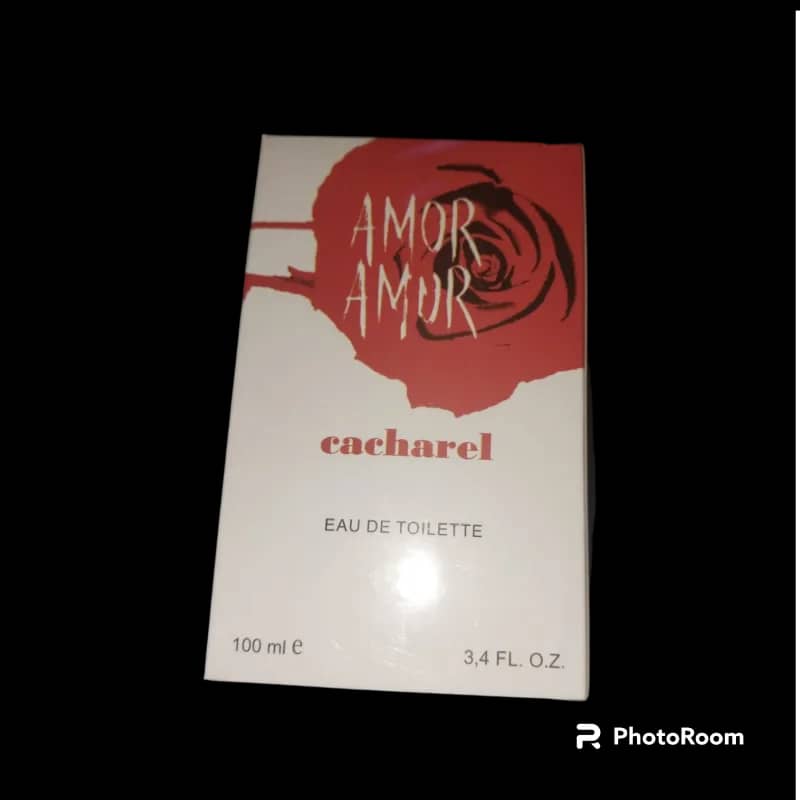 AMOR
AMOR
cacharel
EAU DE TOILETTE
100 ml e
3,4 FL. O.Z.
PhotoRoom